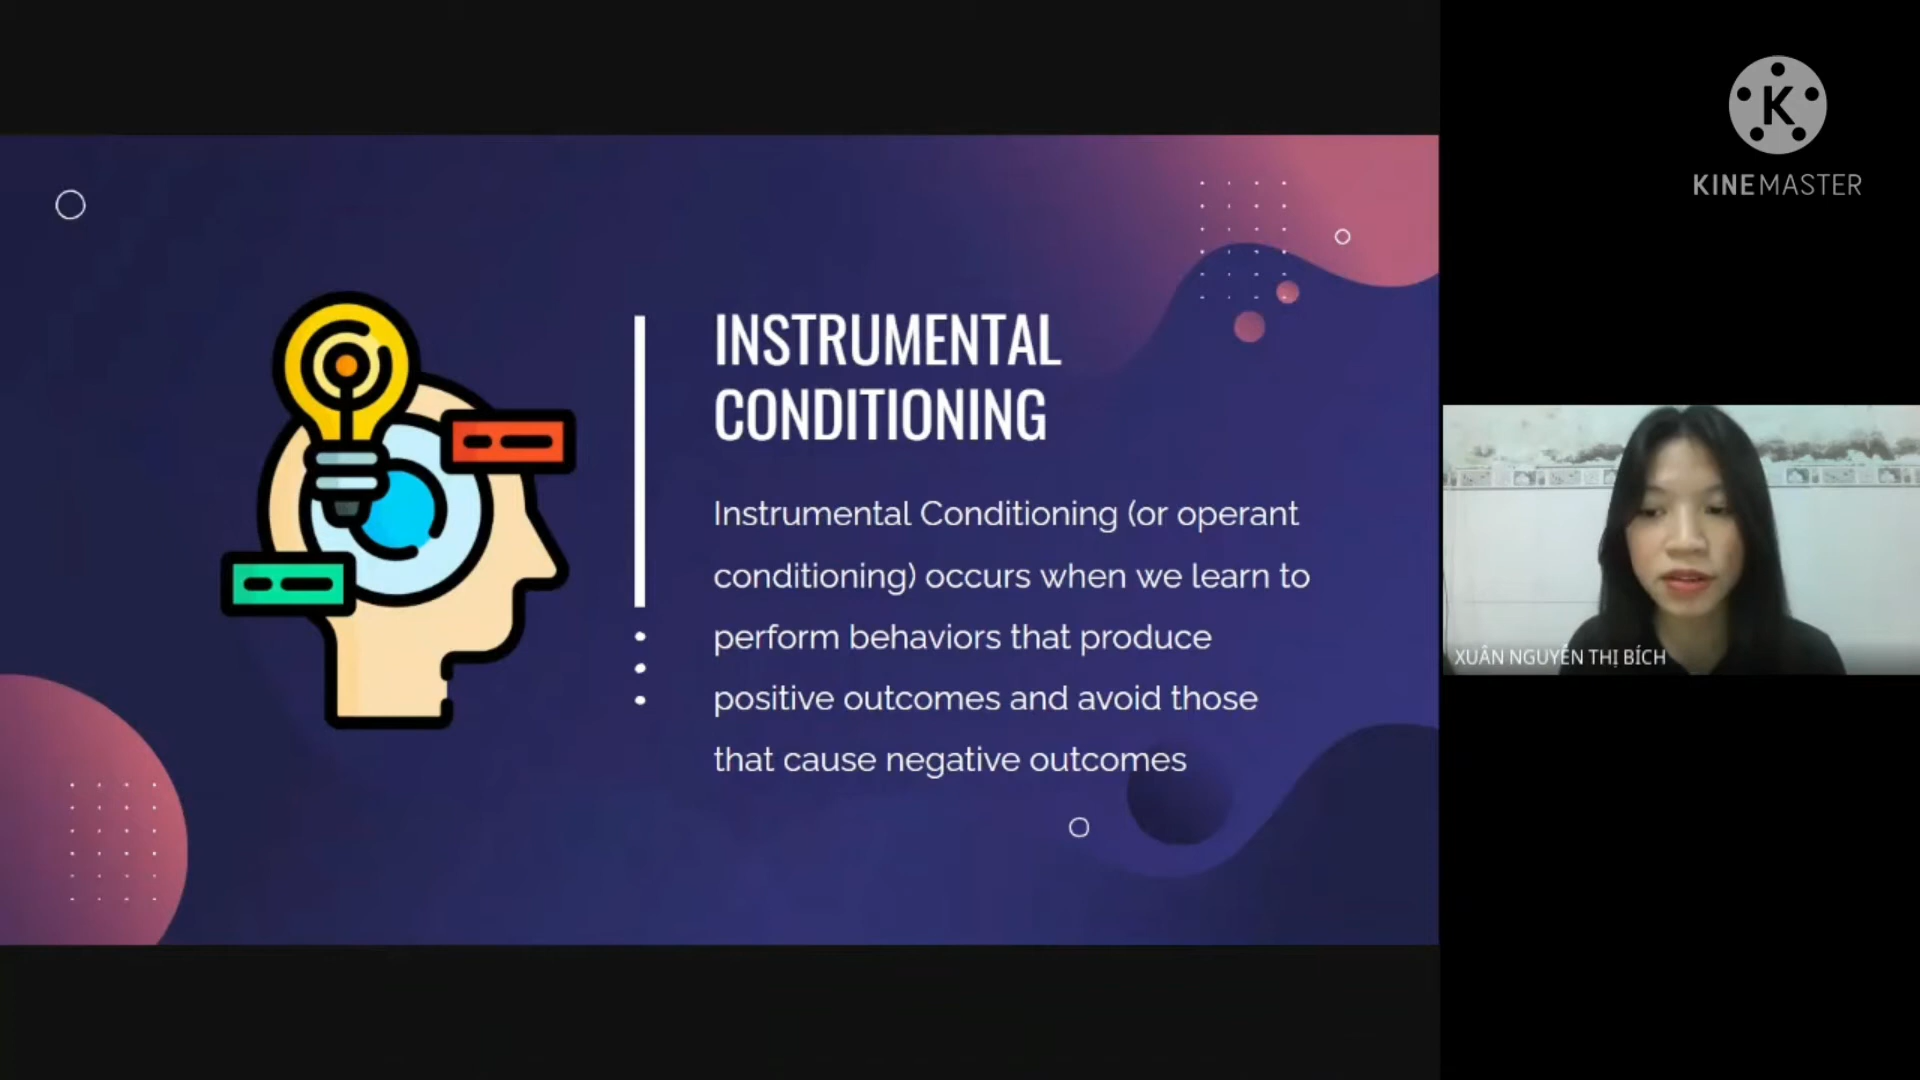 INSTRUMENTAL
CONDITIONING
Instrumental Conditioning (or operant
conditioning) occurs when we learn to
perform behaviors that produce
positive outcomes and avoid those
that cause negative outcomes
K
KINEMASTER
XUÂN NGUYỄN THỊ BÍCH